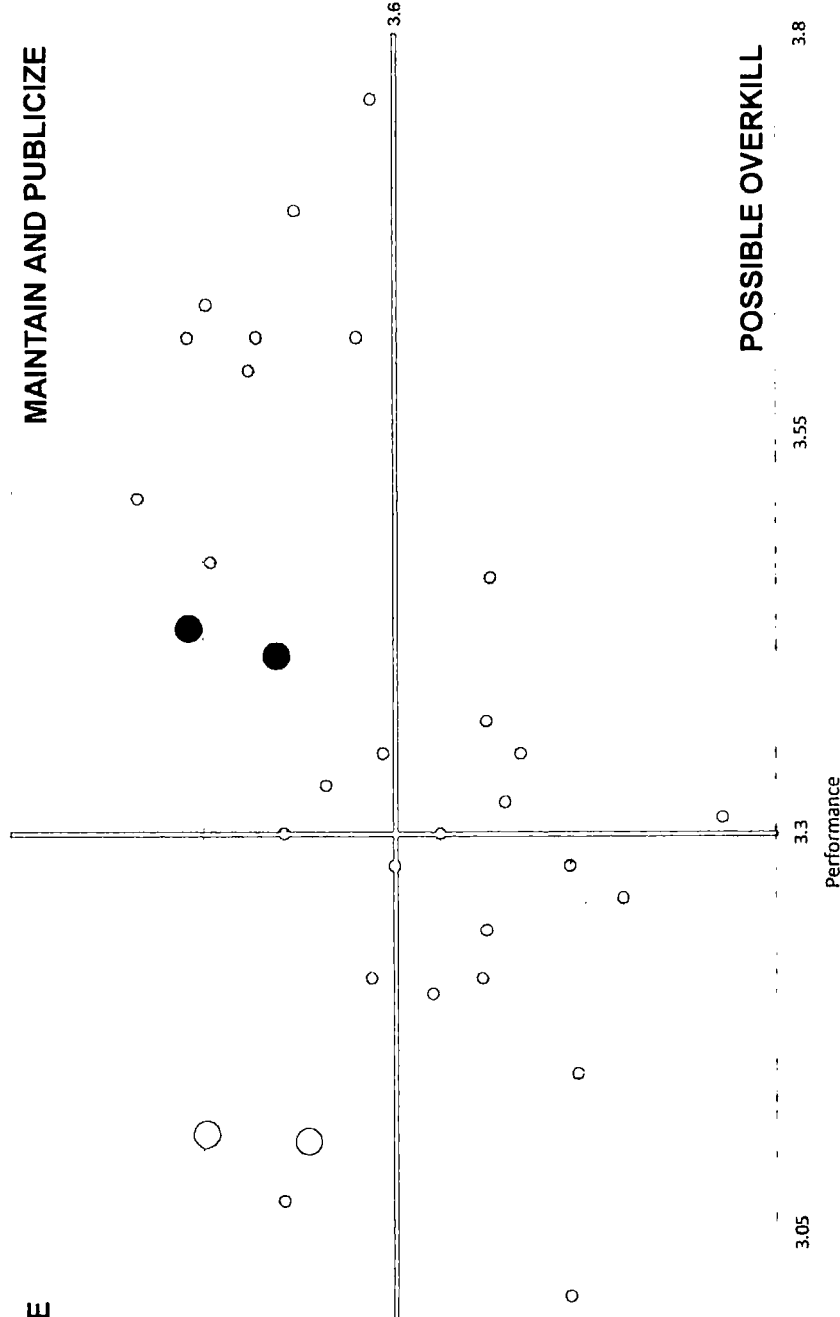 MAINTAIN AND PUBLICIZE
E
3.6
POSSIBLE OVERKILL
3.05
3.3
3.55
3.8
Performance